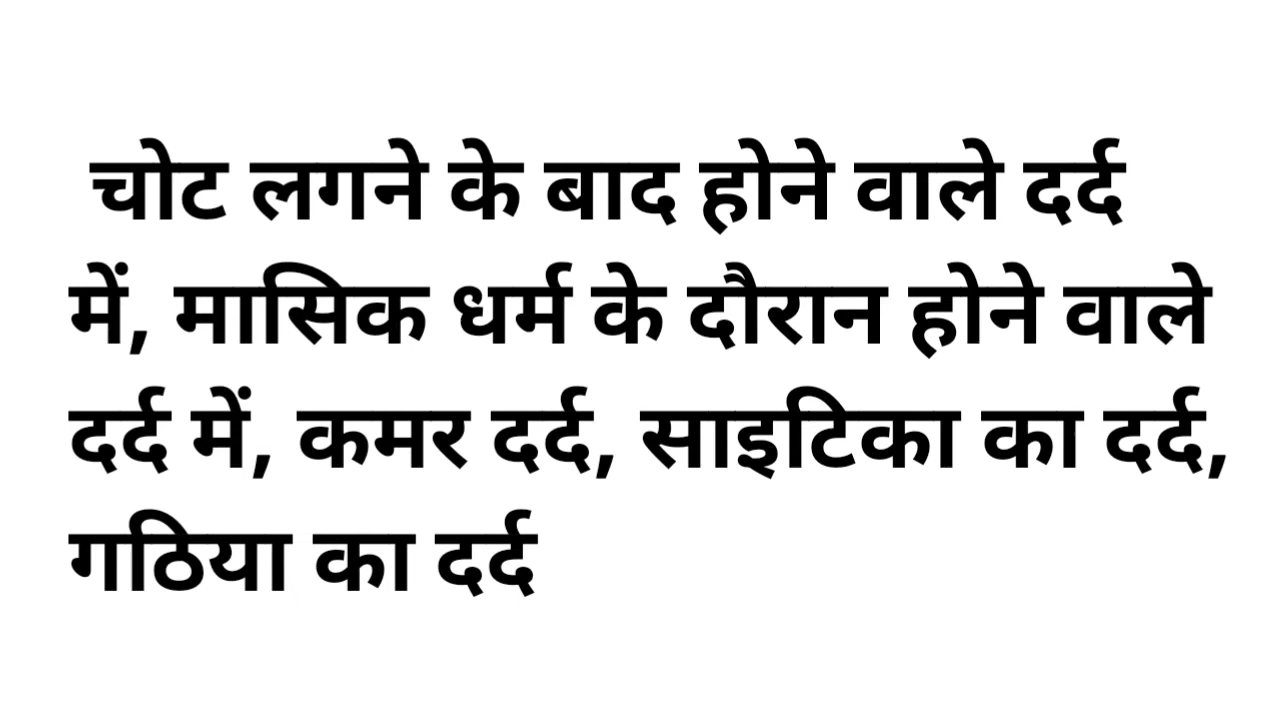 चोट लगने के बाद होने वाले दर्द
में, मासिक धर्म के दौरान होने वाले
दर्द में, कमर दर्द, साइटिका का दर्द,
गठिया का दर्द